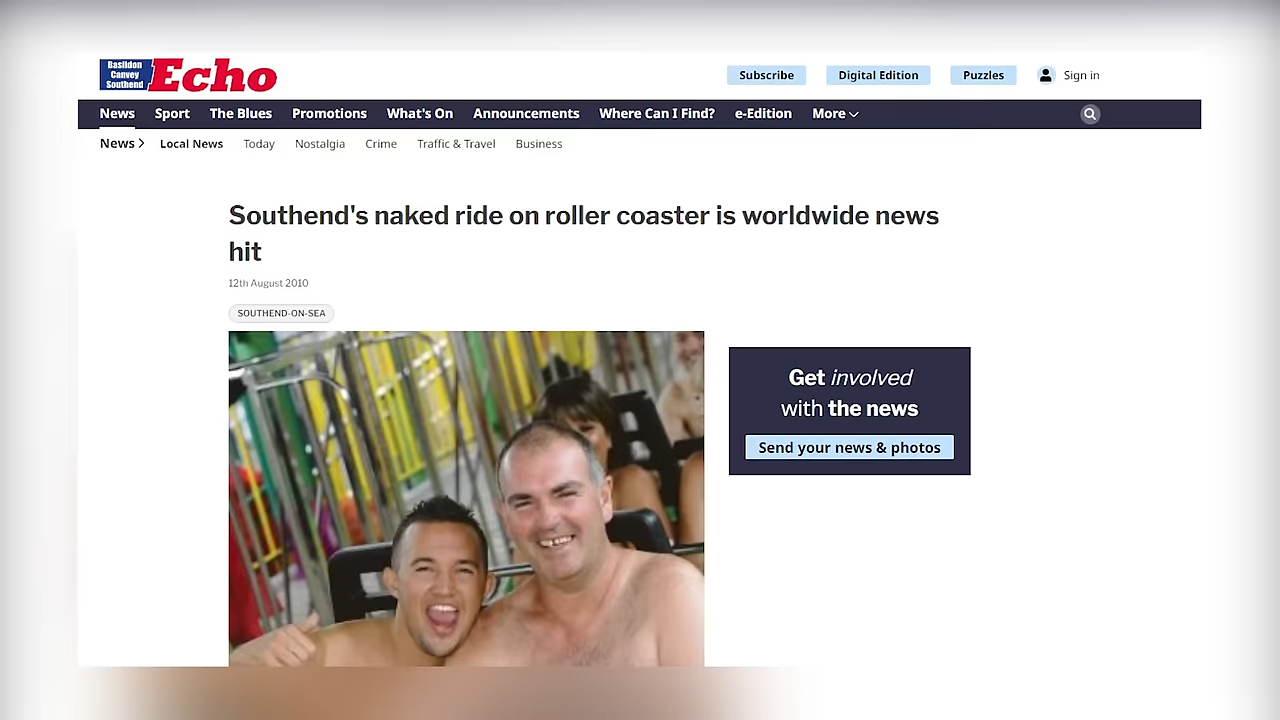 Basildon
Canvey
Southend
Echo
Subscribe
Digital Edition
Puzzles
Sign in
News
Sport
The Blues
Promotions
What's On
Announcements
Where Can I Find?
e-Edition
More
News
Local News
Today
Nostalgia
Crime
Traffic & Travel
Business
Southend's naked ride on roller coaster is worldwide news
hit
12th August 2010
SOUTHEND-ON-SEA
Get involved
with the news
Send your news & photos